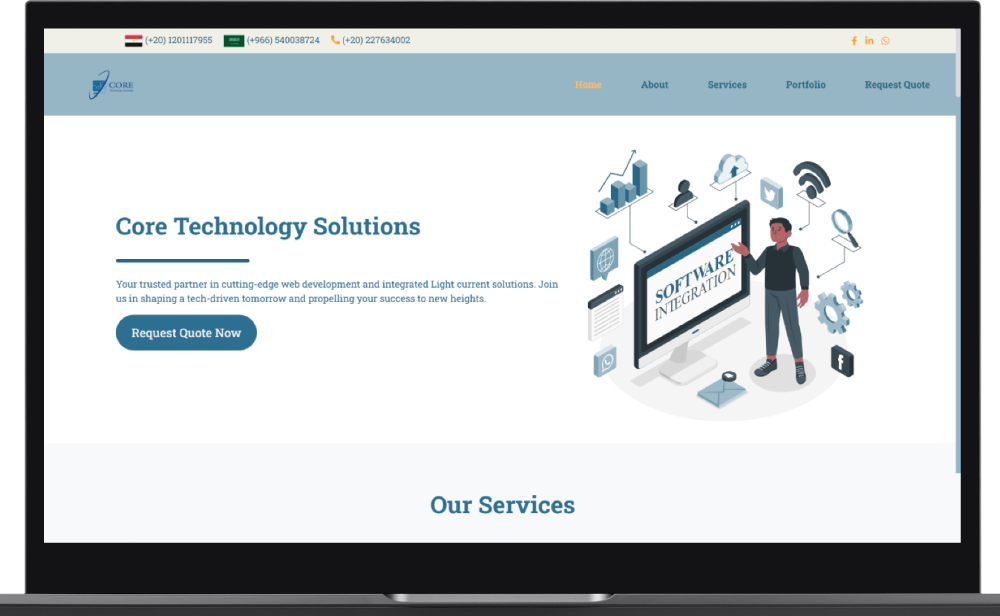 (+20) 1201117955 (+966) 540038724 (+20) 227634002
CORE
Home About Services Portfolio Request Quote
Core Technology Solutions
Your trusted partner in cutting-edge web development and integrated Light current solutions. Join
us in shaping a tech-driven tomorrow and propelling your success to new heights.
Request Quote Now
SOFTWARE
INTEGRATION
Our Services